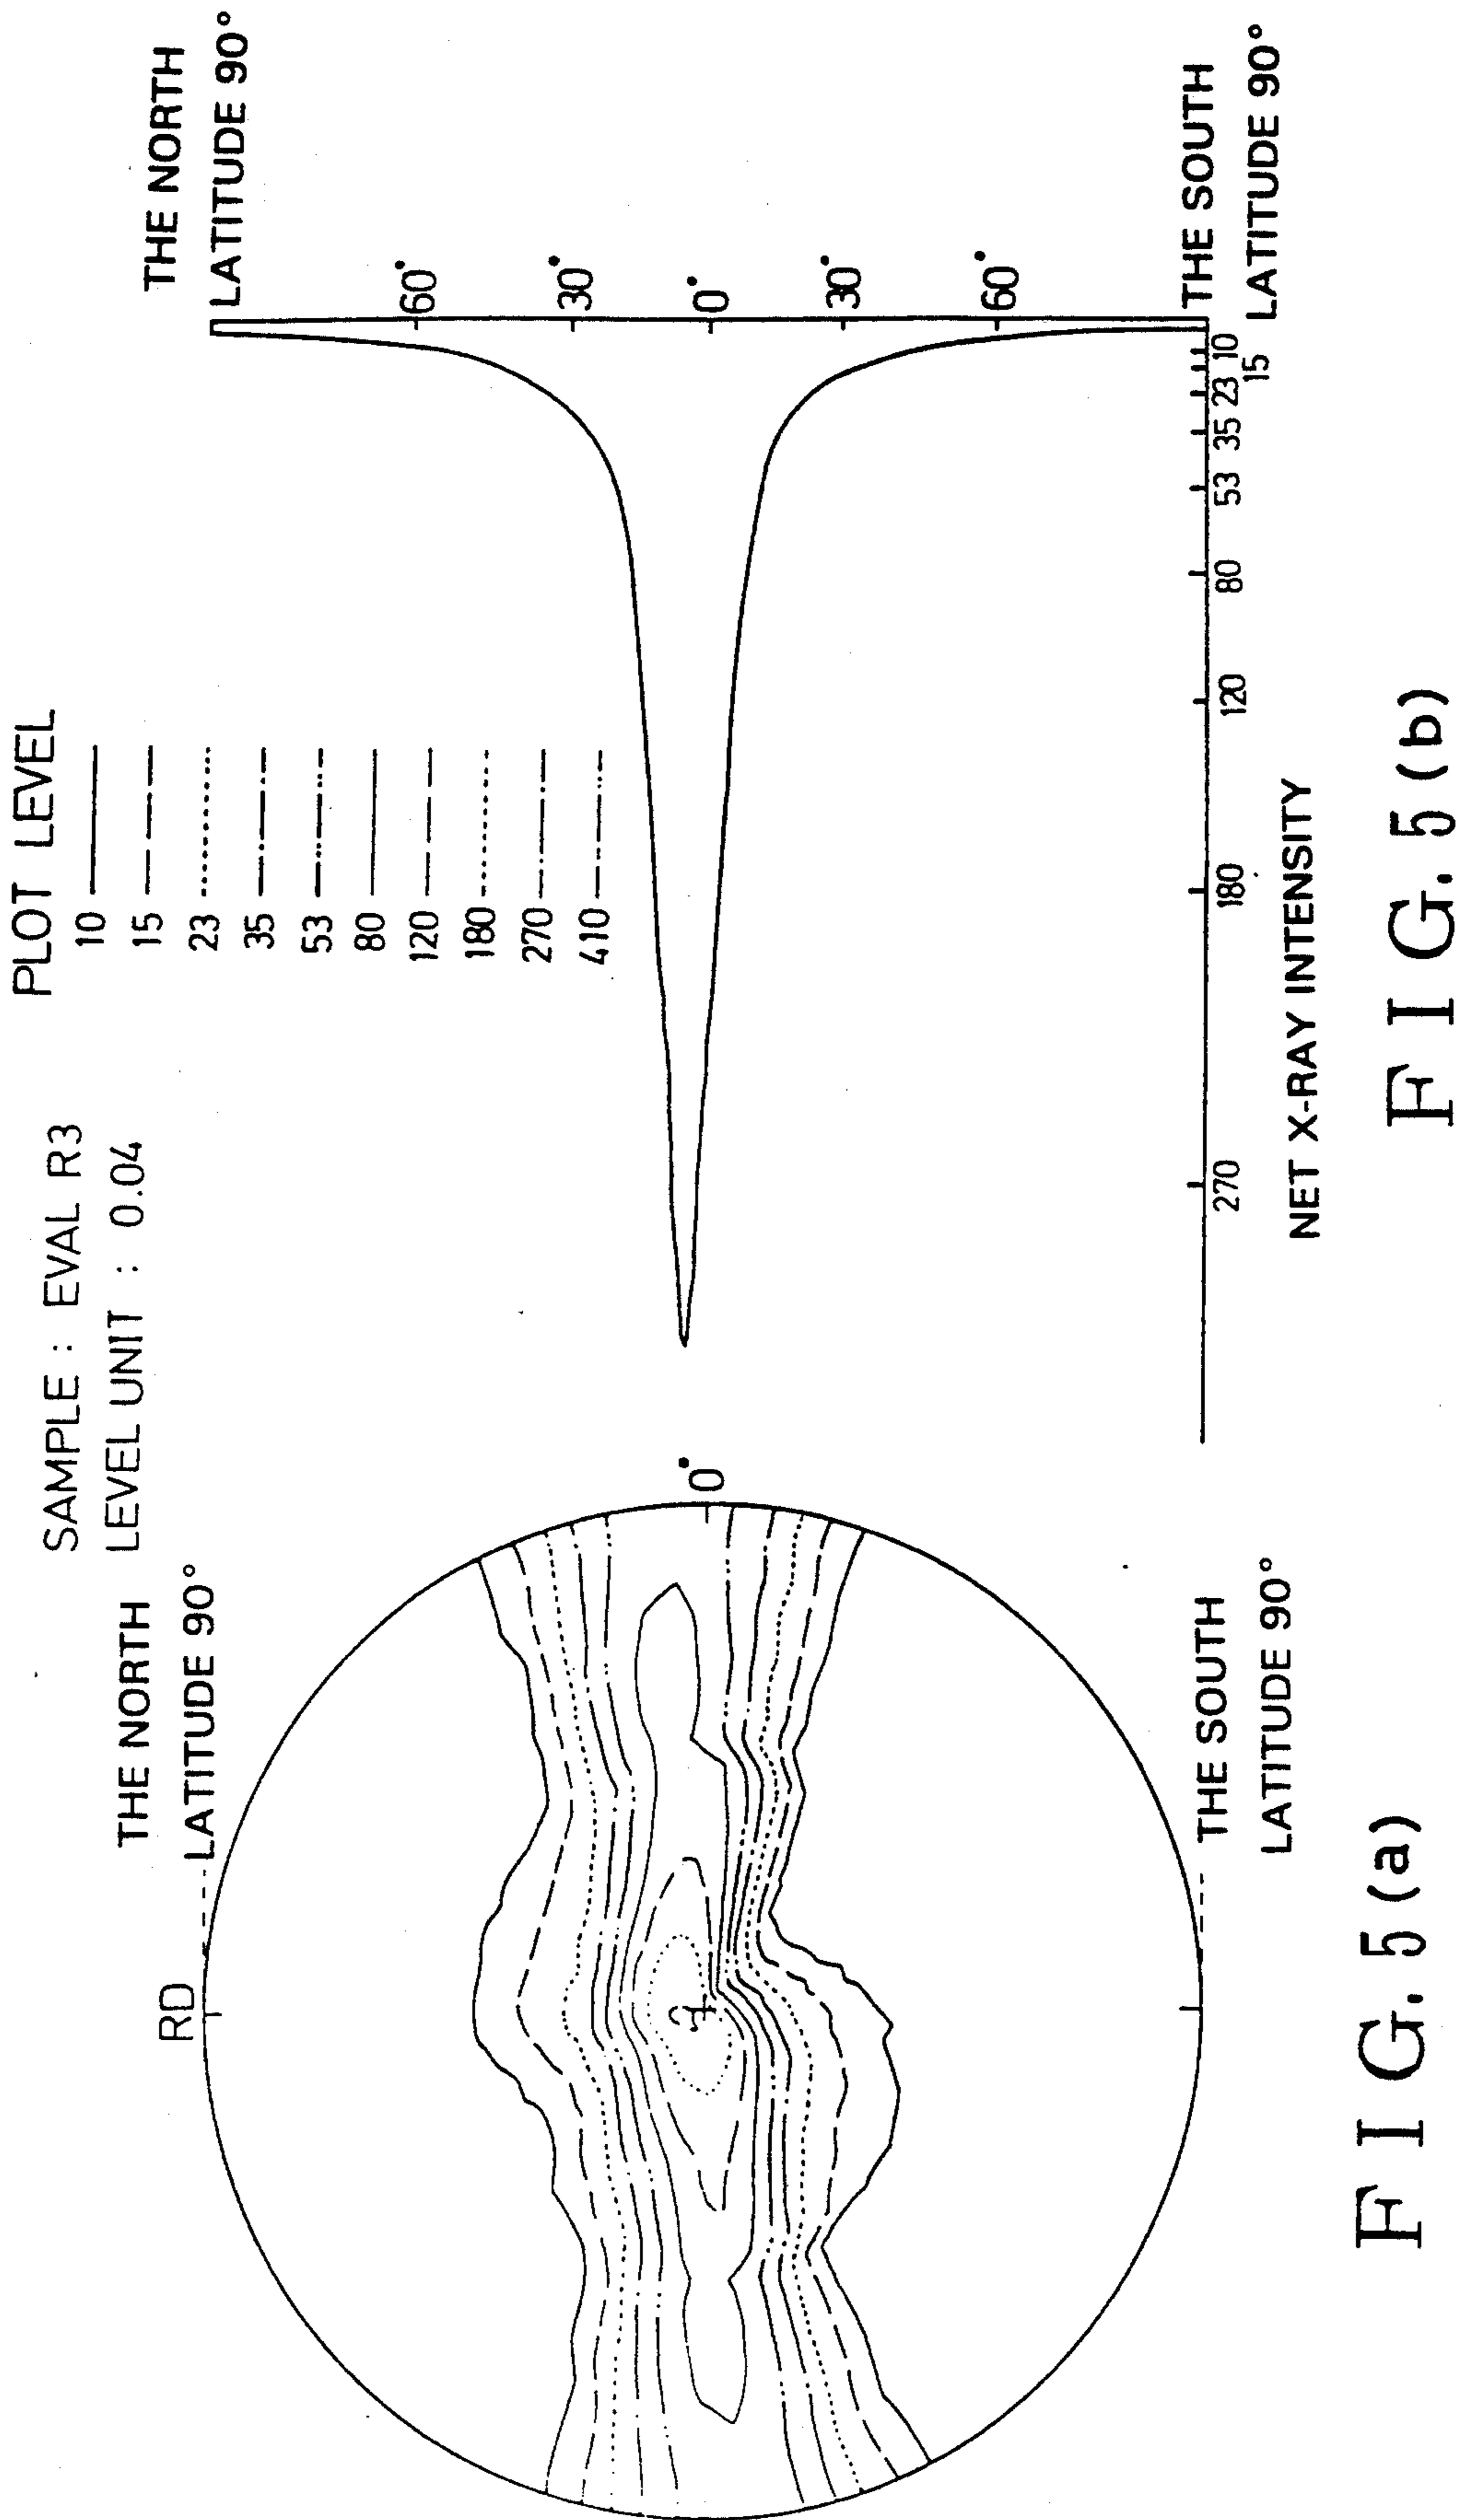 SAMPLE : EVAL R3
LEVEL UNIT : 0.04
PLOT LEVEL
10
15
23
35
53
80
120
180
270
410
THE NORTH
LATITUDE 90°
RD
0°
THE SOUTH
LATITUDE 90°
FIG. 5 (a)
THE NORTH
LATITUDE 90°
60°
30°
0°
30°
60°
THE SOUTH
LATITUDE 90°
270
180
120
80
53
35
23
15
10
NET X-RAY INTENSITY
FIG. 5 (b)